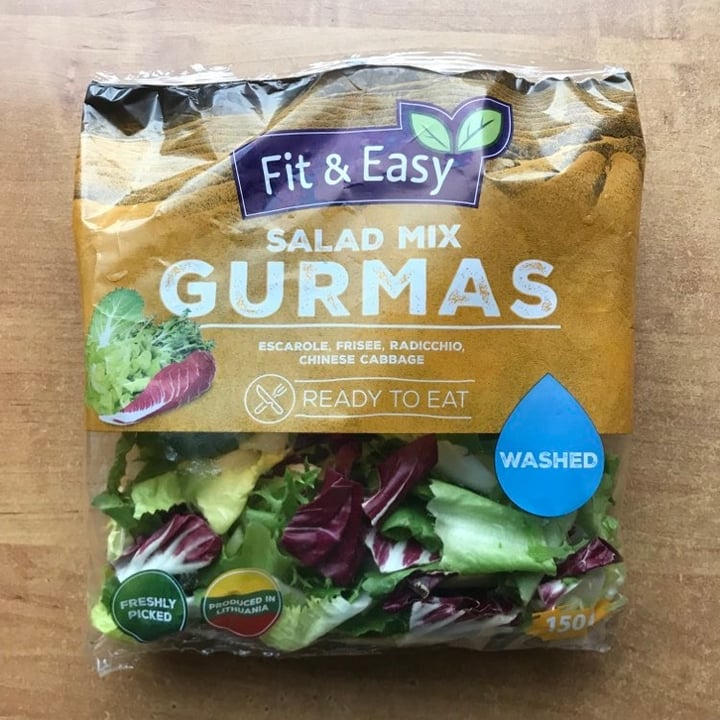 Fit & Easy
SALAD MIX
GURMAS
ESCAROLE, FRISEE, RADICCHIO,
CHINESE CABBAGE
READY TO EAT
WASHED
FRESHLY
PICKED
PRODUCED IN
LITHUANIA
150